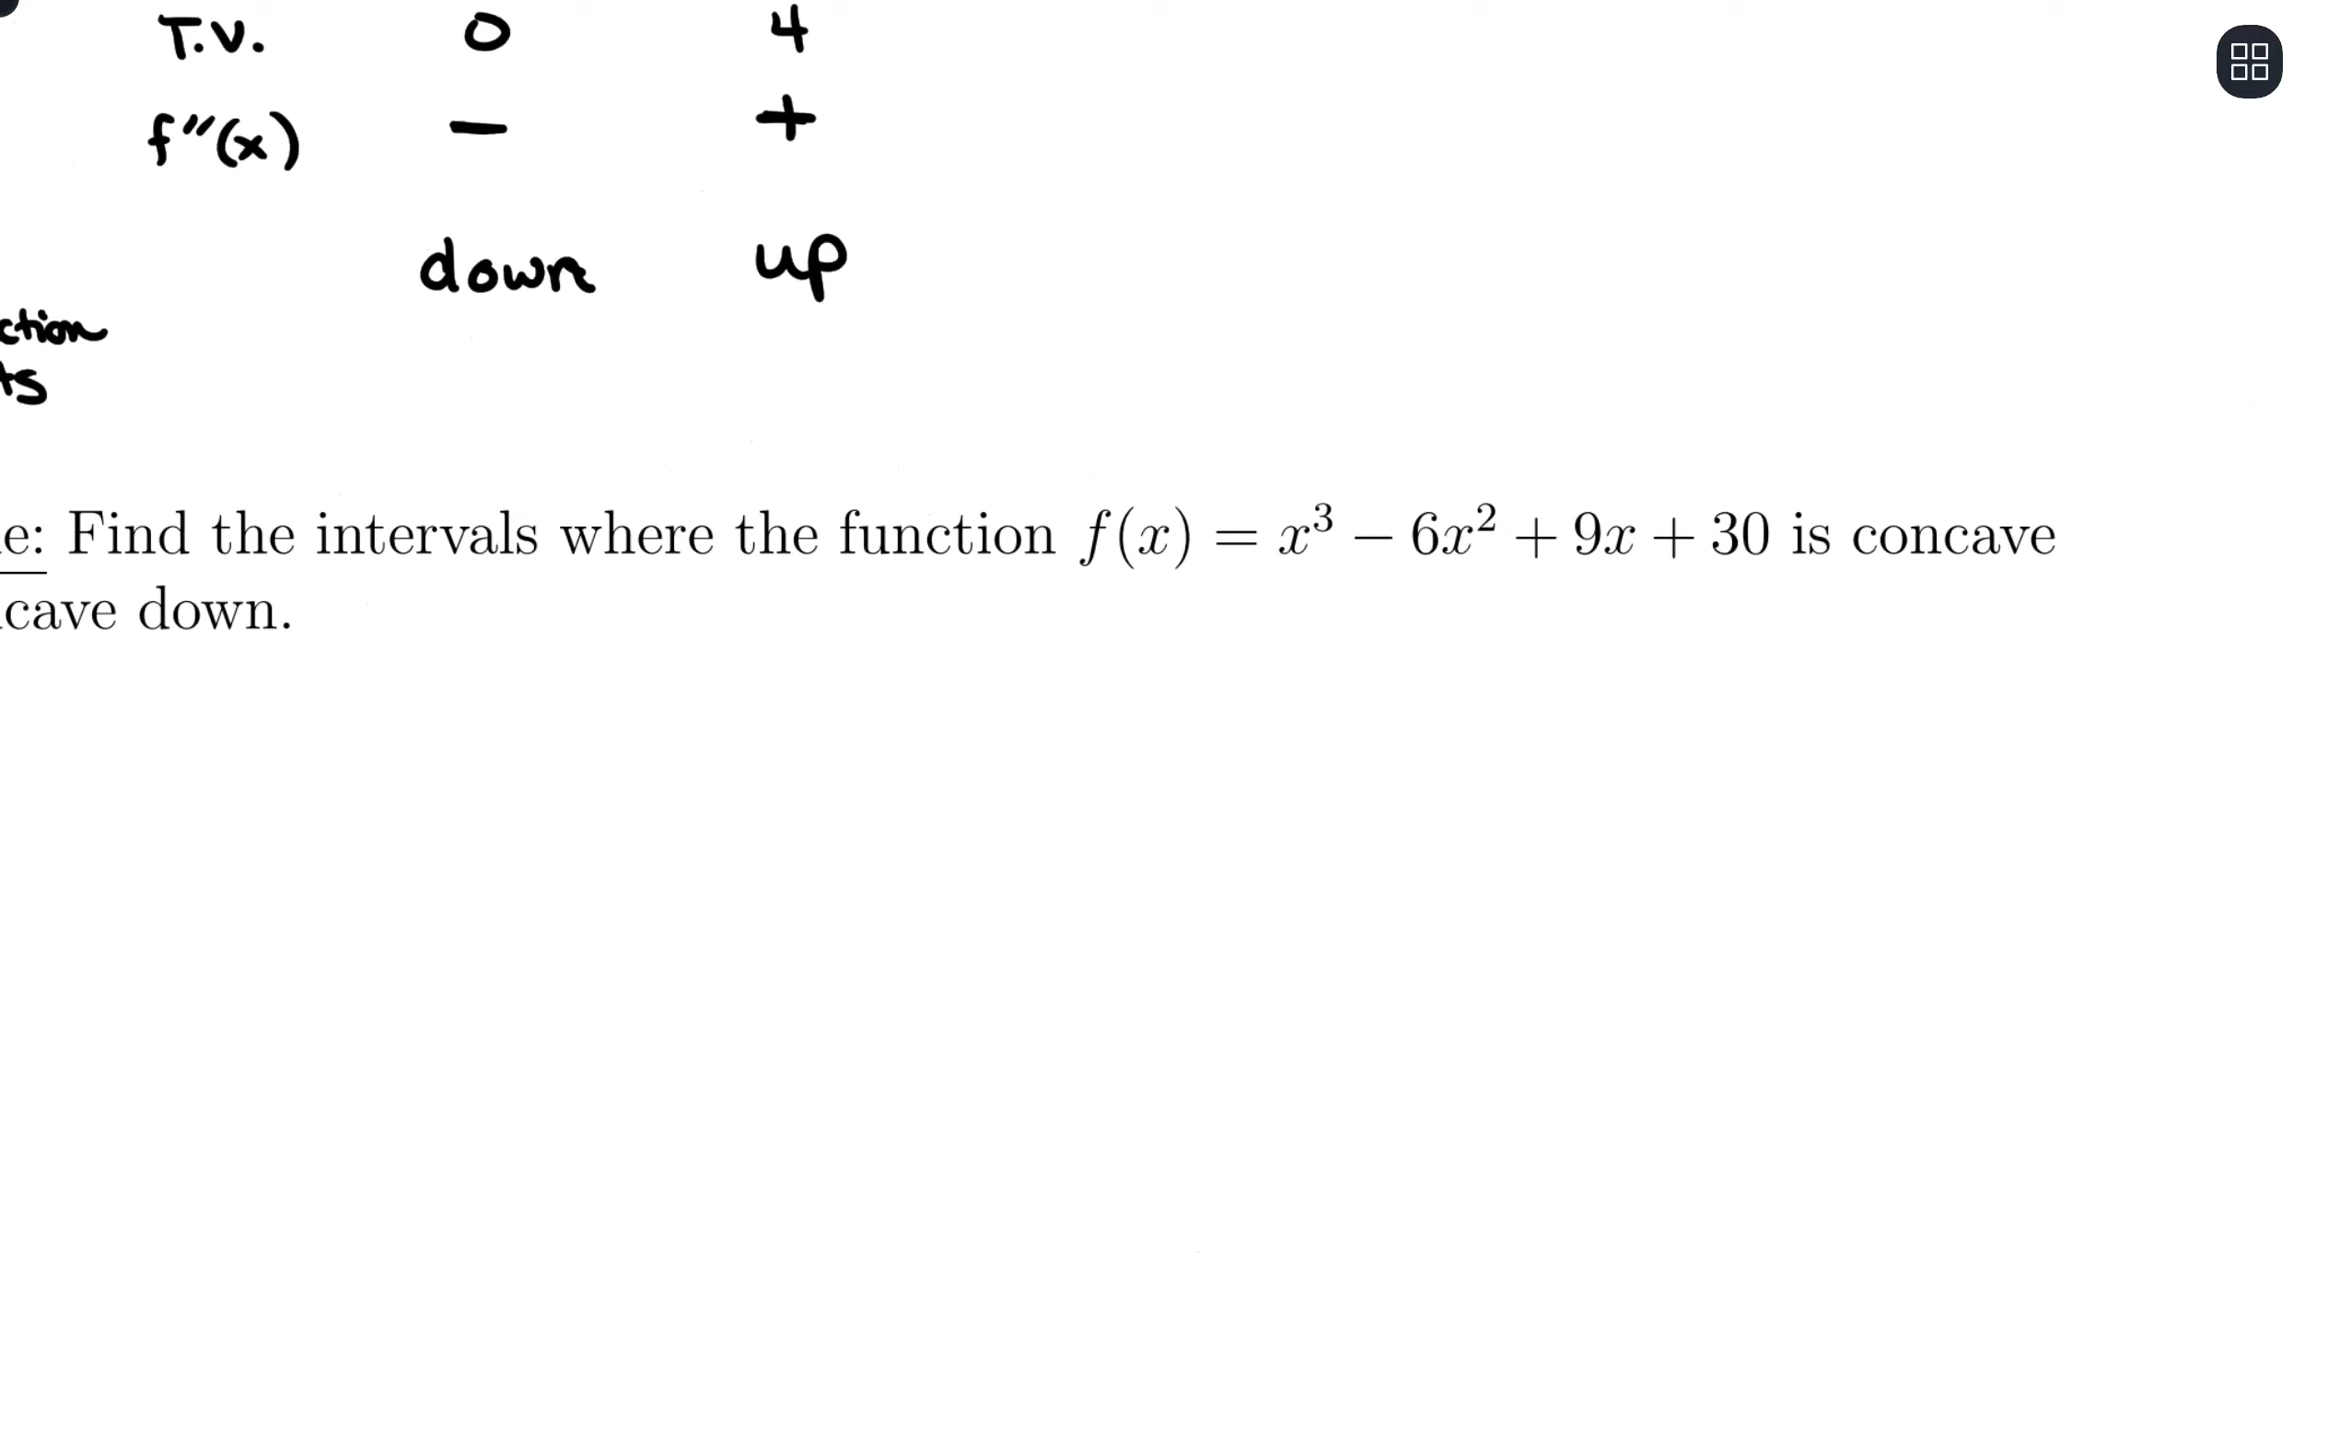 T.V. 0 4
f''(x) − +
down up
ction
ts
e: Find the intervals where the function f(x) = x³ − 6x² + 9x + 30 is concave
cave down.